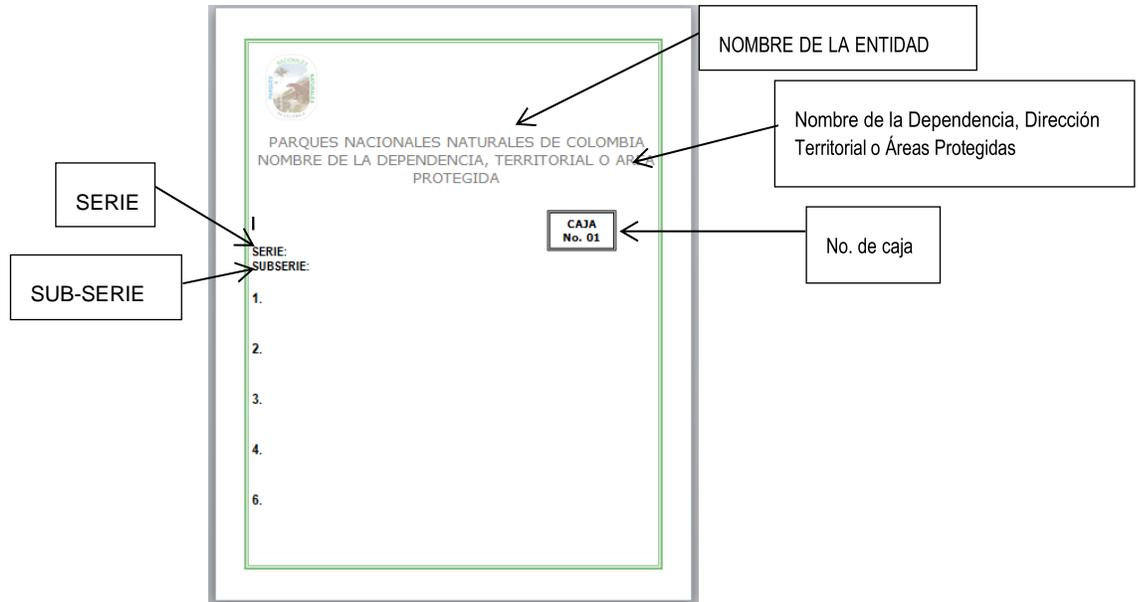 NOMBRE DE LA ENTIDAD
Nombre de la Dependencia, Dirección
Territorial o Áreas Protegidas
No. de caja
SERIE
SUB-SERIE
PARQUES NACIONALES NATURALES DE COLOMBIA
NOMBRE DE LA DEPENDENCIA, TERRITORIAL O AREA
PROTEGIDA
CAJA
No. 01
SERIE:
SUBSERIE:
1.
2.
3.
4.
6.